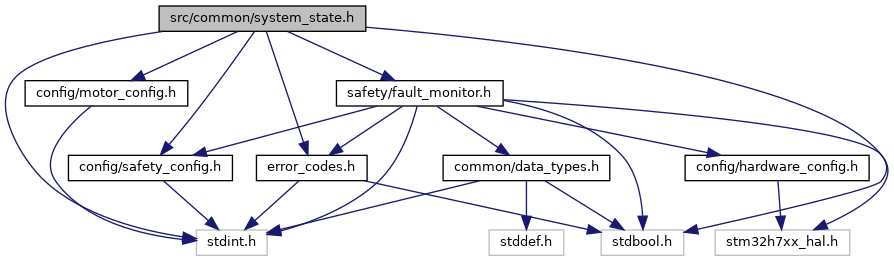 src/common/system_state.h
config/motor_config.h
safety/fault_monitor.h
config/safety_config.h
error_codes.h
common/data_types.h
config/hardware_config.h
stdint.h
stddef.h
stdbool.h
stm32h7xx_hal.h